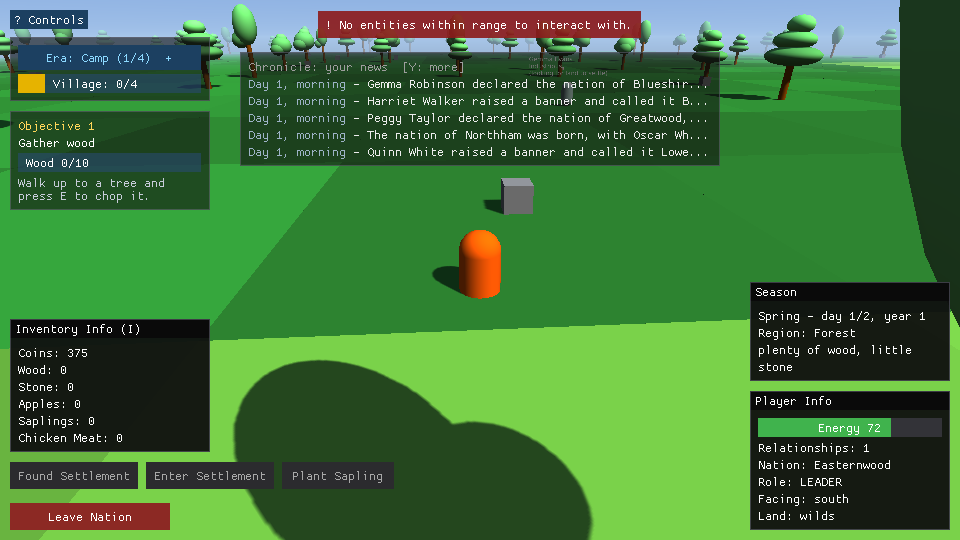 ? Controls
! No entities within range to interact with.
Era: Camp (1/4) +
Village: 0/4
Chronicle: your news [Y: more]
Day 1, morning – Gemma Robinson declared the nation of Blueshir...
Day 1, morning – Harriet Walker raised a banner and called it B...
Day 1, morning – Peggy Taylor declared the nation of Greatwood,...
Day 1, morning – The nation of Northham was born, with Oscar Wh...
Day 1, morning – Quinn White raised a banner and called it Lowe...
Objective 1
Gather wood
Wood 0/10
Walk up to a tree and
press E to chop it.
Inventory Info (I)
Coins: 375
Wood: 0
Stone: 0
Apples: 0
Saplings: 0
Chicken Meat: 0
Found Settlement
Enter Settlement
Plant Sapling
Leave Nation
Season
Spring – day 1/2, year 1
Region: Forest
plenty of wood, little
stone
Player Info
Energy 72
Relationships: 1
Nation: Easternwood
Role: LEADER
Facing: south
Land: wilds